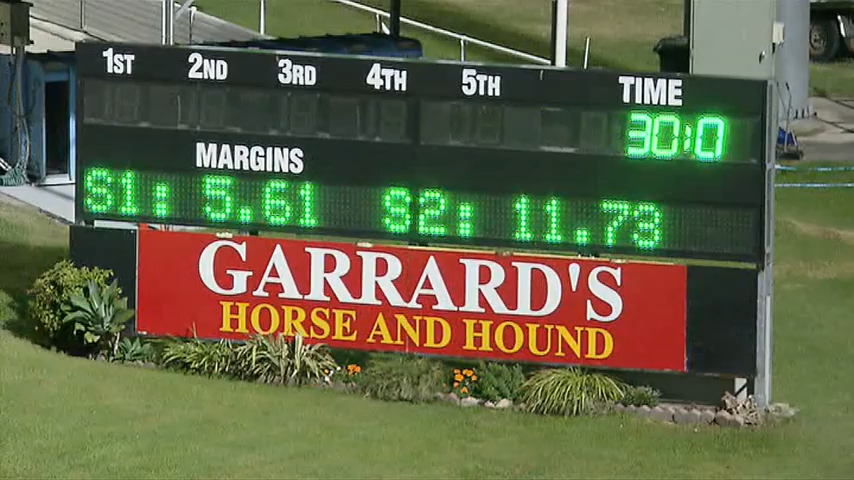 1ST 2ND 3RD 4TH 5TH TIME
30:0
MARGINS
S1: 5.61 S2: 11.73
GARRARD'S
HORSE AND HOUND